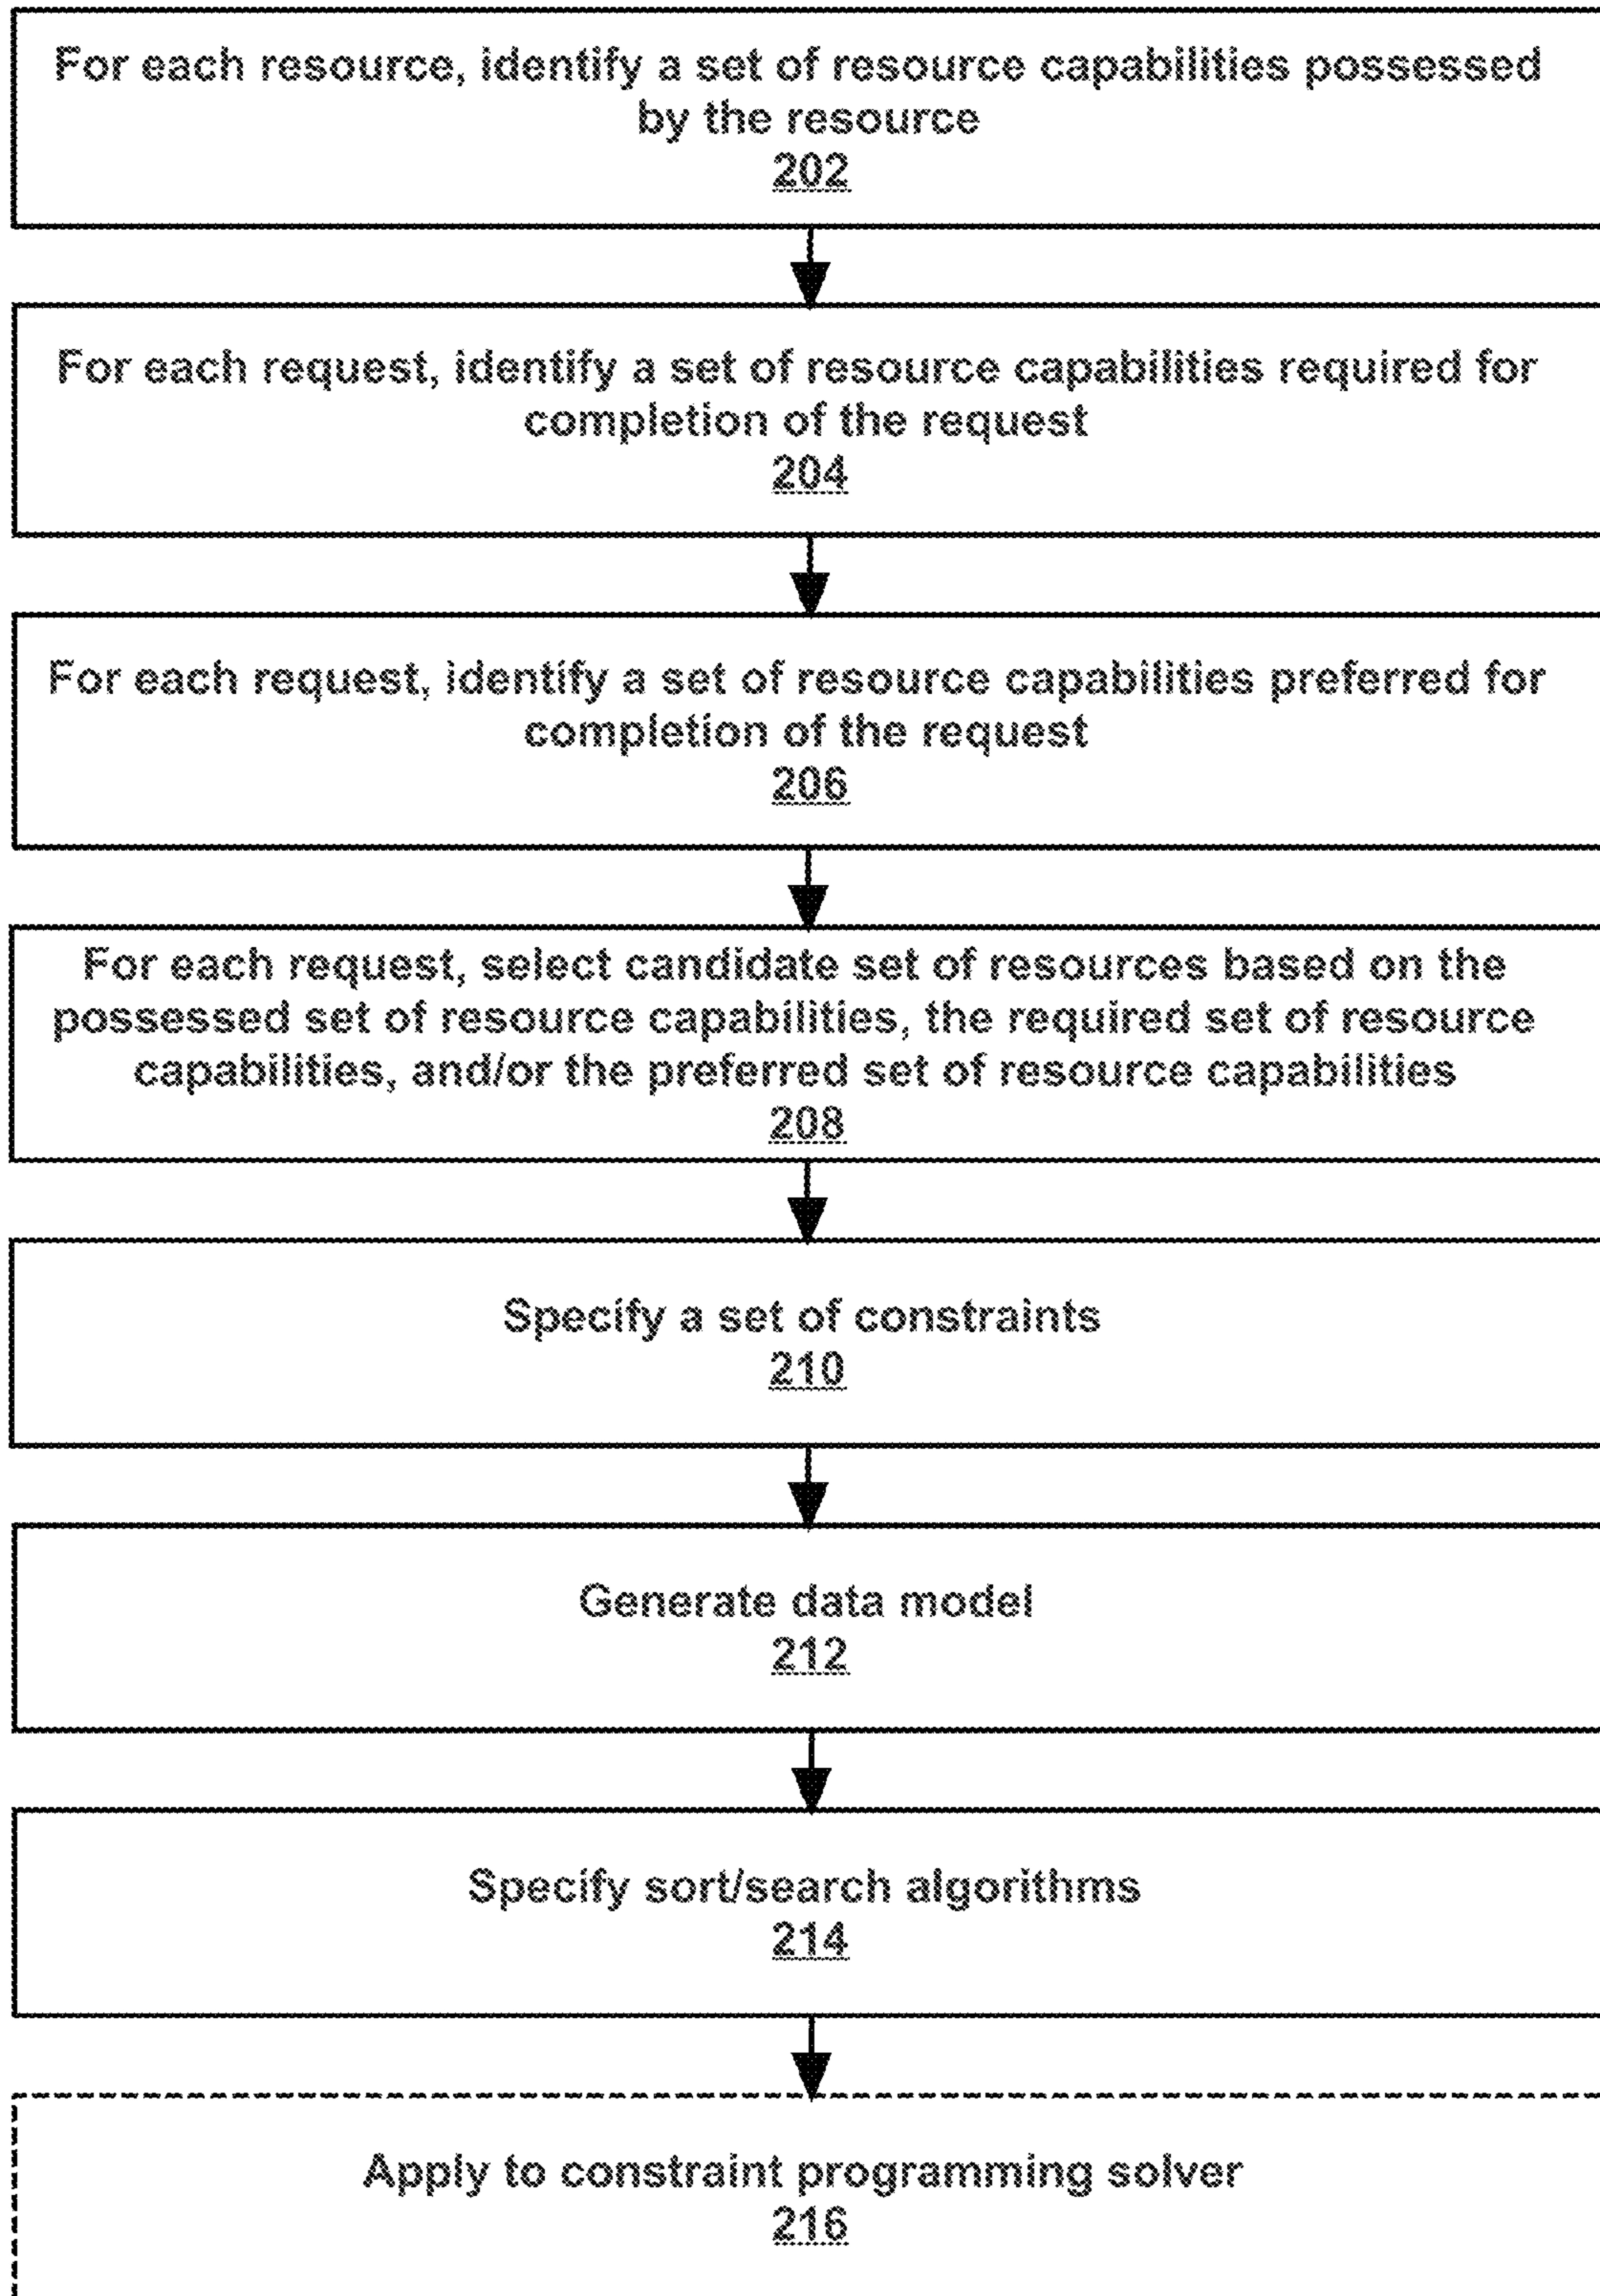 For each resource, identify a set of resource capabilities possessed
by the resource
202
For each request, identify a set of resource capabilities required for
completion of the request
204
For each request, identify a set of resource capabilities preferred for
completion of the request
206
For each request, select candidate set of resources based on the
possessed set of resource capabilities, the required set of resource
capabilities, and/or the preferred set of resource capabilities
208
Specify a set of constraints
210
Generate data model
212
Specify sort/search algorithms
214
Apply to constraint programming solver
216